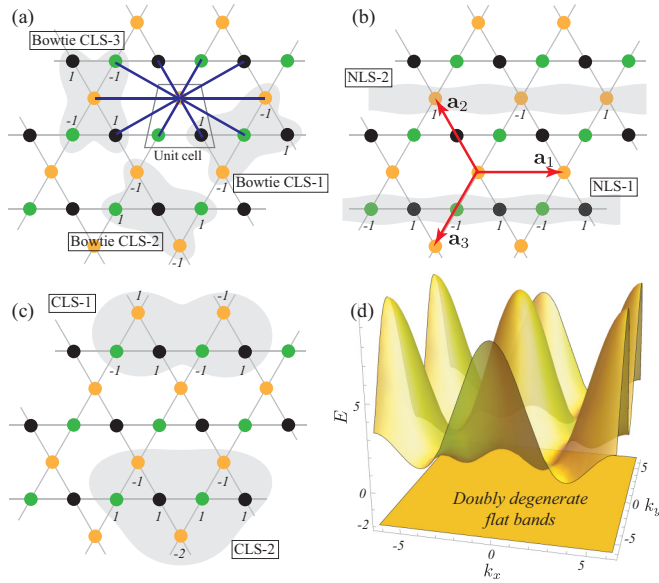 (a)
Bowtie CLS-3
1 -1
-1
-1 1
1 1
Unit cell
-1 -1
Bowtie CLS-1
1 1
Bowtie CLS-2
-1
(b)
NLS-2
1 -1 1
a₂
a₁
NLS-1
-1 1 -1 1 -1 1
a₃
(c)
CLS-1
1 1
-1 1 -1 1
-1 -1
1 1 1 1
-2
CLS-2
(d)
E
5
0
-2
Doubly degenerate
flat bands
5
0
-5
k_y
-5 0 5
k_x